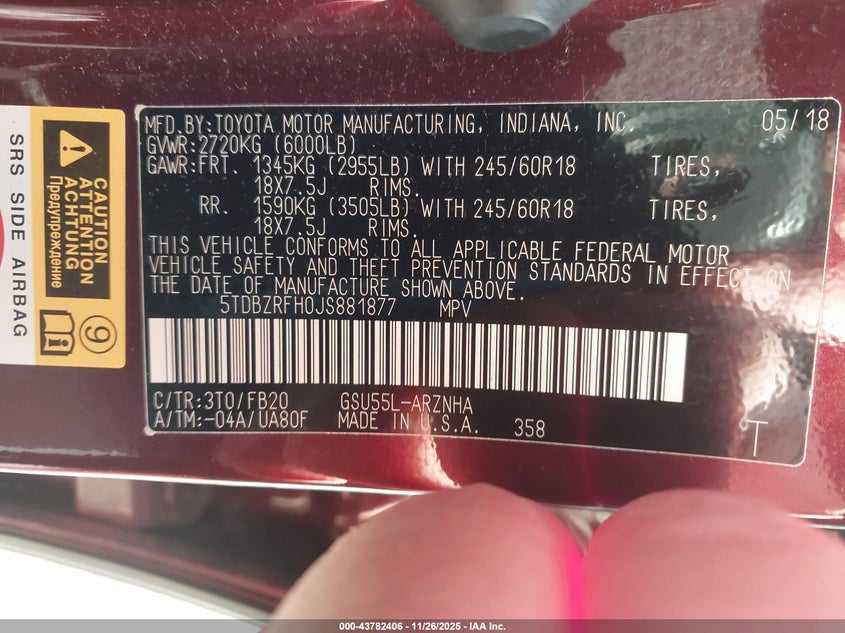 MFD.BY:TOYOTA MOTOR MANUFACTURING, INDIANA, INC. 05/18
GVWR:2720KG (6000LB)
GAWR:FRT. 1345KG (2955LB) WITH 245/60R18 TIRES,
18X7.5J RIMS.
RR. 1590KG (3505LB) WITH 245/60R18 TIRES,
18X7.5J RIMS.
THIS VEHICLE CONFORMS TO ALL APPLICABLE FEDERAL MOTOR
VEHICLE SAFETY AND THEFT PREVENTION STANDARDS IN EFFECT ON
THE DATE OF MANUFACTURE SHOWN ABOVE.
5TDBZRFH0JS881877 MPV
C/TR:3T0/FB20 GSU55L-ARZNHA
A/TM:-04A/UA80F MADE IN U.S.A. 358
T
SRS SIDE AIRBAG
CAUTION
ATTENTION
ACHTUNG
Предупреждение
9
000-43782406 - 11/26/2025 - IAA Inc.